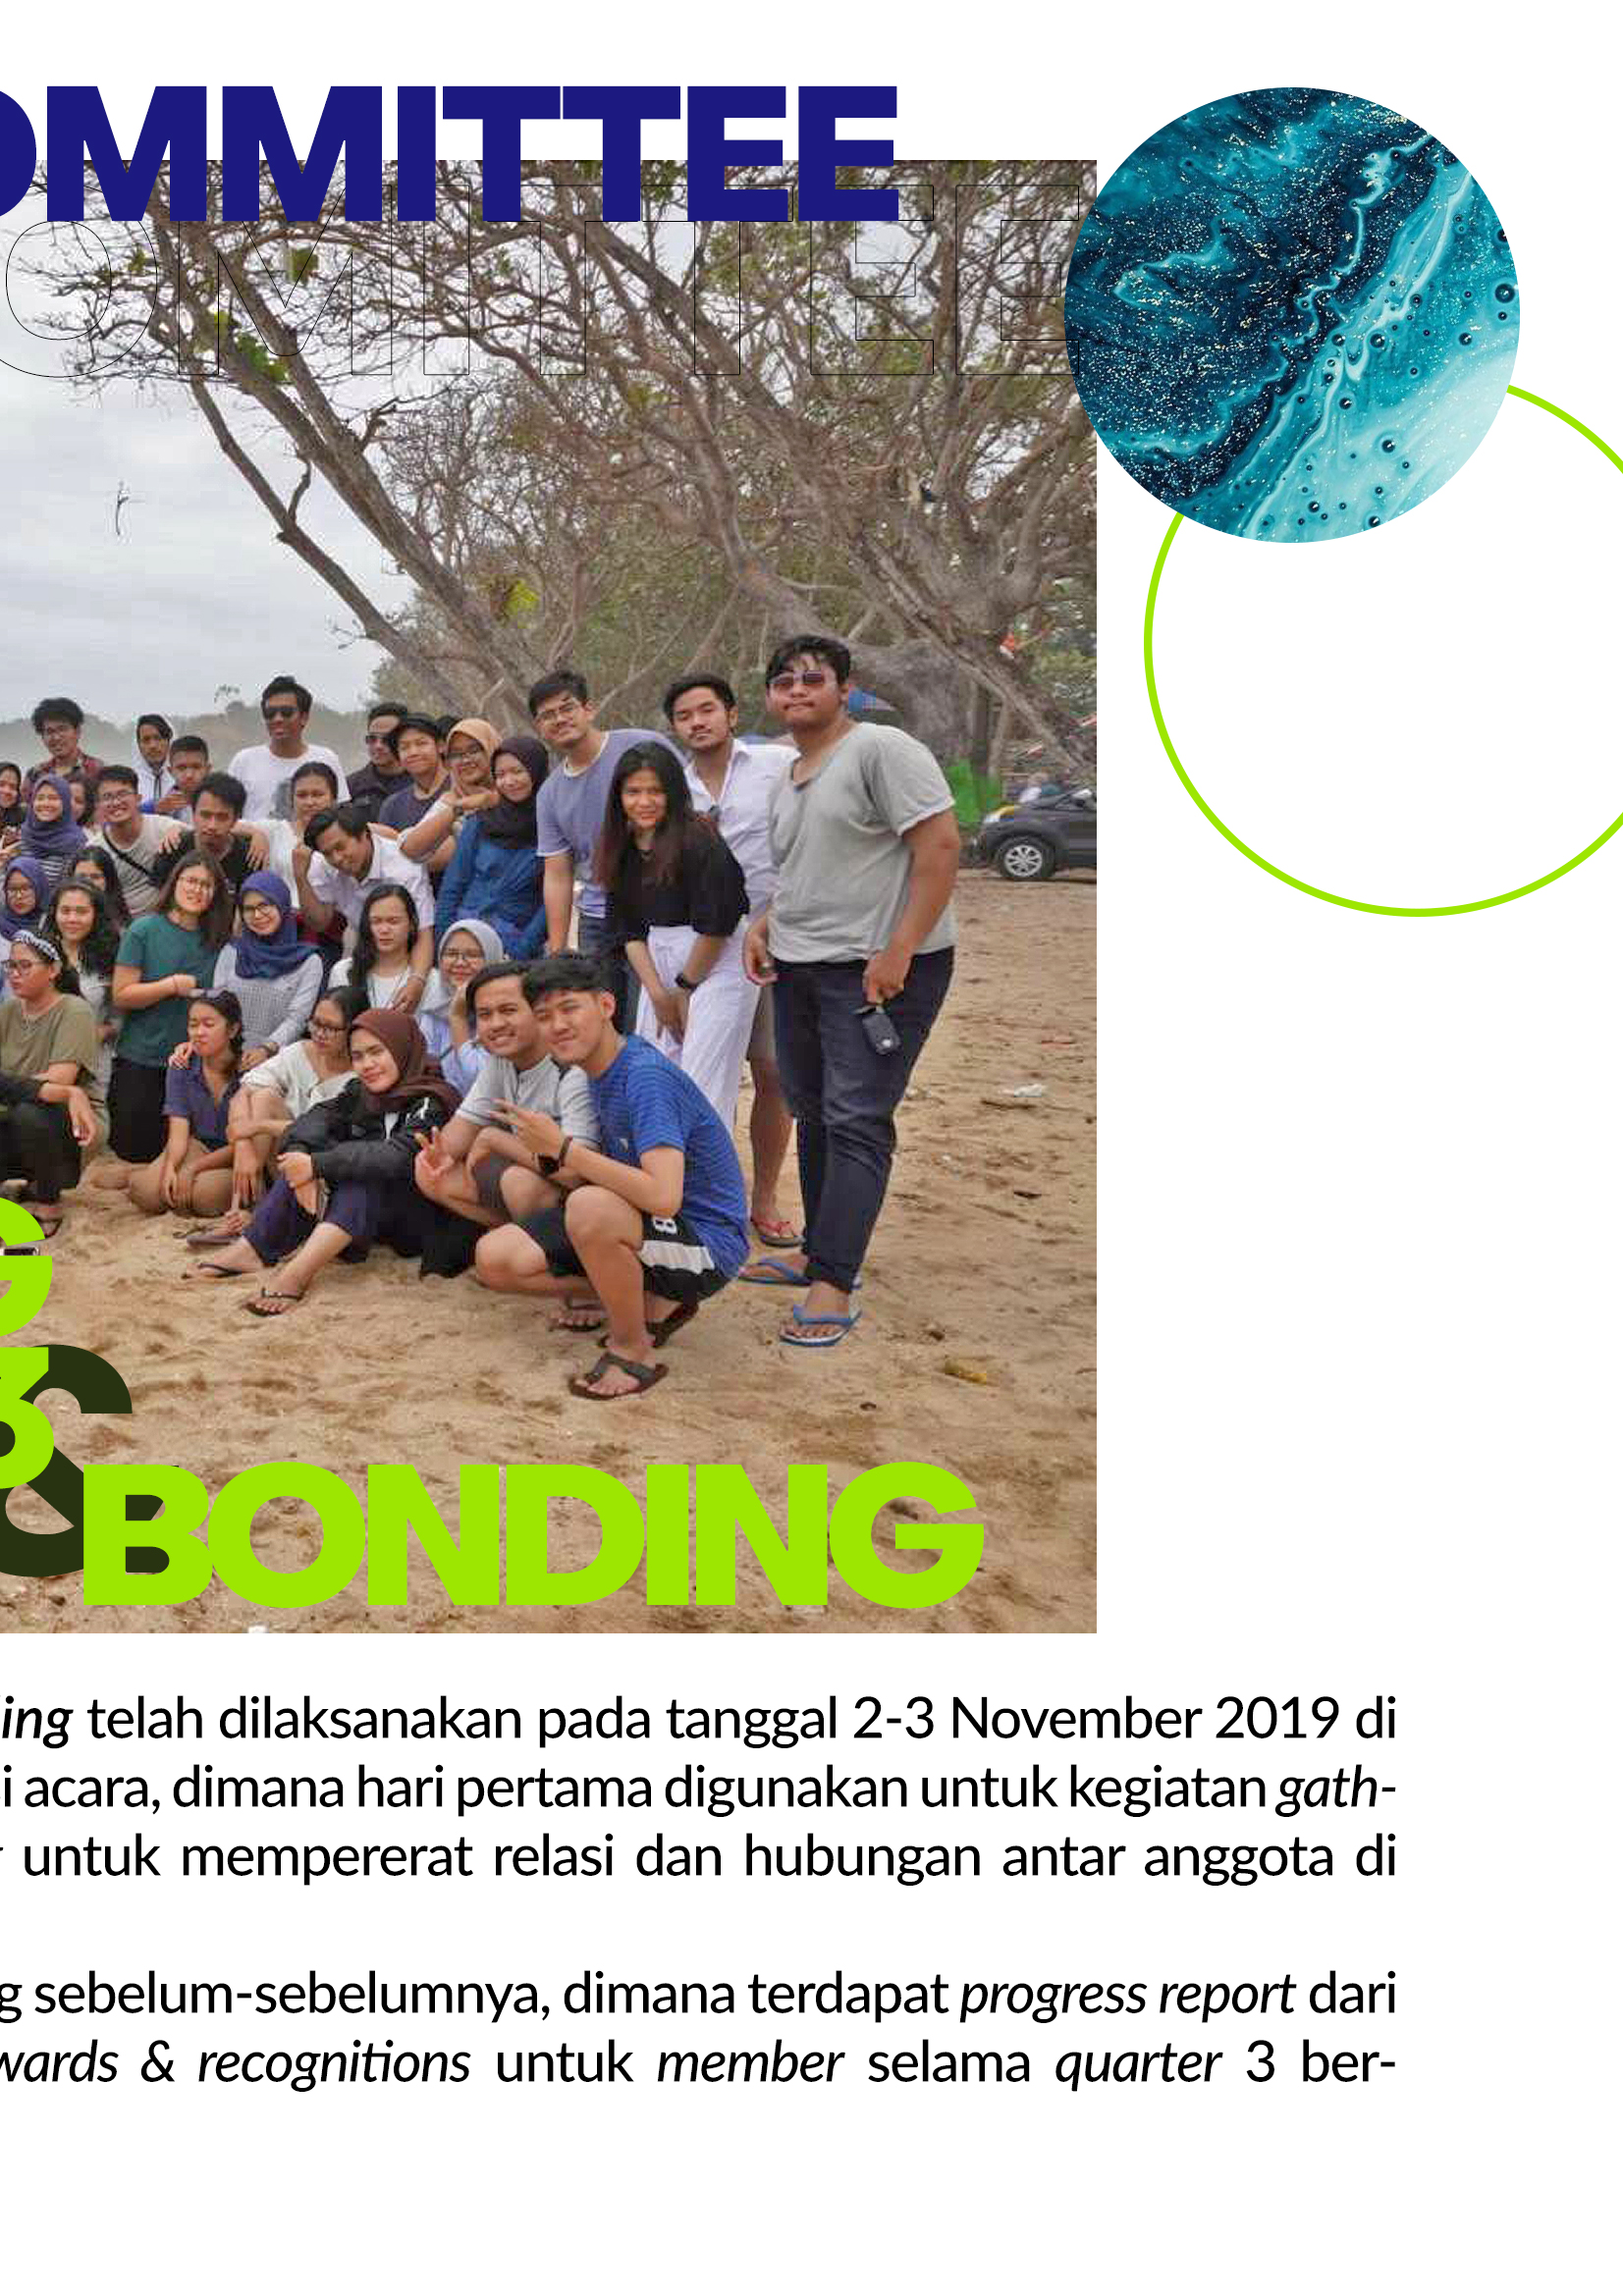 OMMITTEE
OMMITTEE
G
3
&
BONDING
ing telah dilaksanakan pada tanggal 2-3 November 2019 di
i acara, dimana hari pertama digunakan untuk kegiatan gath-
untuk mempererat relasi dan hubungan antar anggota di
g sebelum-sebelumnya, dimana terdapat progress report dari
wards & recognitions untuk member selama quarter 3 ber-